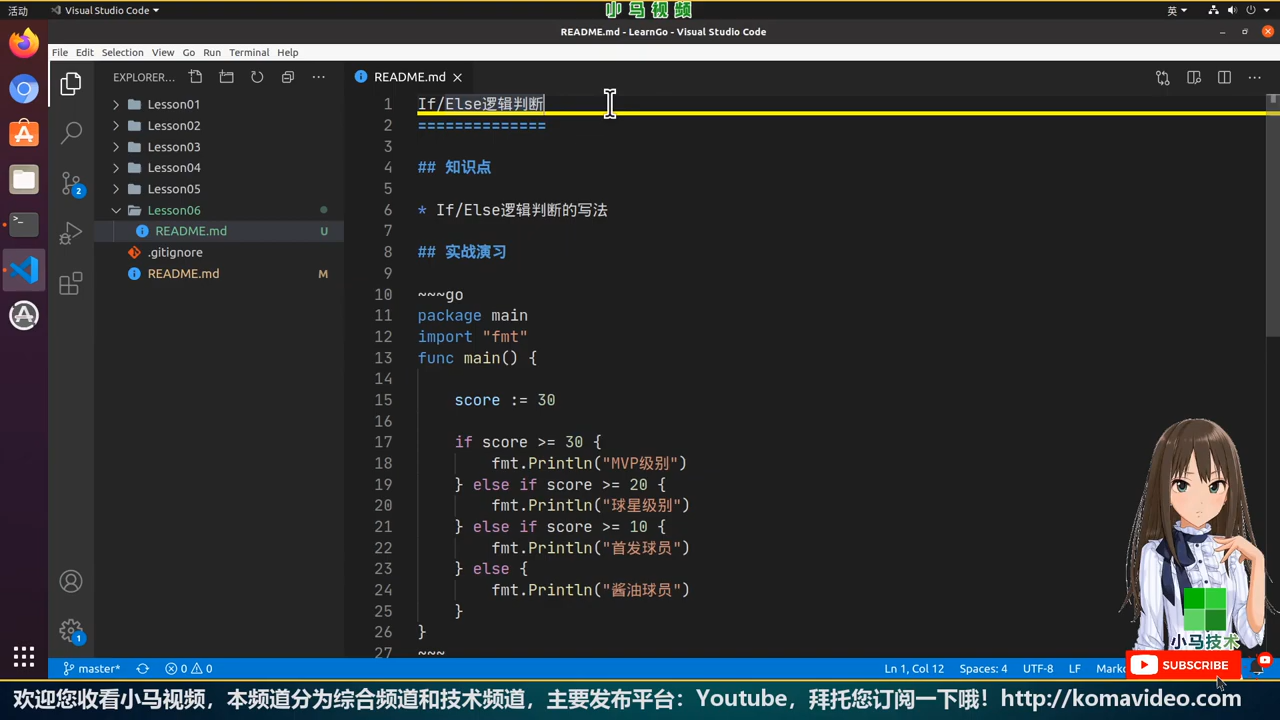 活动
Visual Studio Code
小马视频
英
README.md - LearnGo - Visual Studio Code
File Edit Selection View Go Run Terminal Help
EXPLORER...
README.md
Lesson01
Lesson02
Lesson03
Lesson04
Lesson05
Lesson06
README.md U
.gitignore
README.md M
2
1
1 If/Else逻辑判断
2 ==============
3
4 ## 知识点
5
6 * If/Else逻辑判断的写法
7
8 ## 实战演习
9
10 ~~~go
11 package main
12 import "fmt"
13 func main() {
14
15 score := 30
16
17 if score >= 30 {
18 fmt.Println("MVP级别")
19 } else if score >= 20 {
20 fmt.Println("球星级别")
21 } else if score >= 10 {
22 fmt.Println("首发球员")
23 } else {
24 fmt.Println("酱油球员")
25 }
26 }
27 ~~~
小马技术
SUBSCRIBE
master* 0 0 Ln 1, Col 12 Spaces: 4 UTF-8 LF
欢迎您收看小马视频，本频道分为综合频道和技术频道，主要发布平台：Youtube，拜托您订阅一下哦！http://komavideo.com